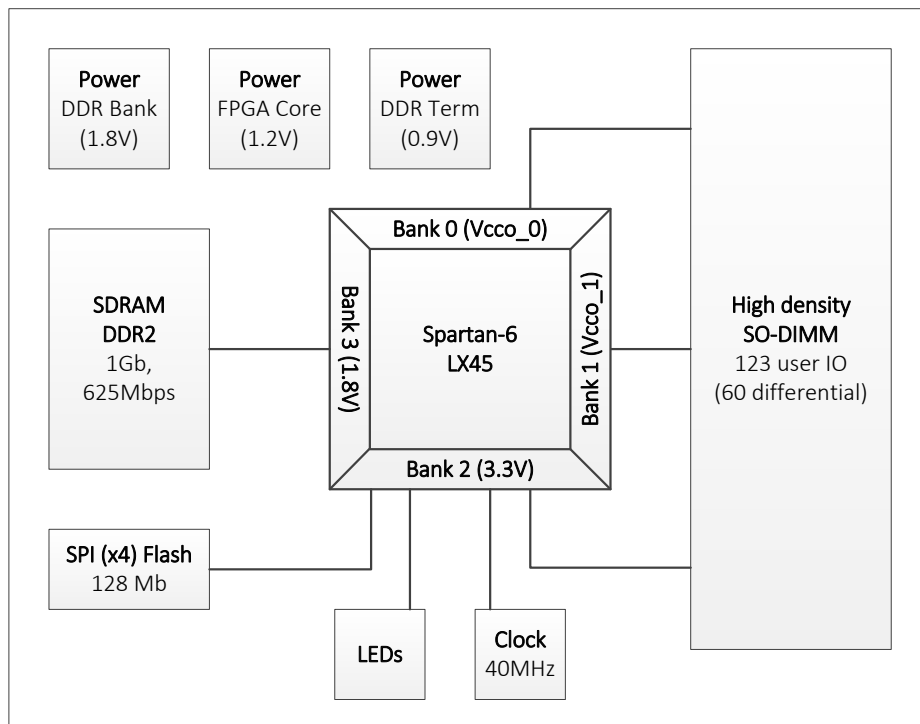 Power
DDR Bank
(1.8V)
Power
FPGA Core
(1.2V)
Power
DDR Term
(0.9V)
Bank 0 (Vcco_0)
SDRAM
DDR2
1Gb,
625Mbps
Bank 3 (1.8V)
Spartan-6
LX45
Bank 1 (Vcco_1)
High density
SO-DIMM
123 user IO
(60 differential)
Bank 2 (3.3V)
SPI (x4) Flash
128 Mb
LEDs
Clock
40MHz